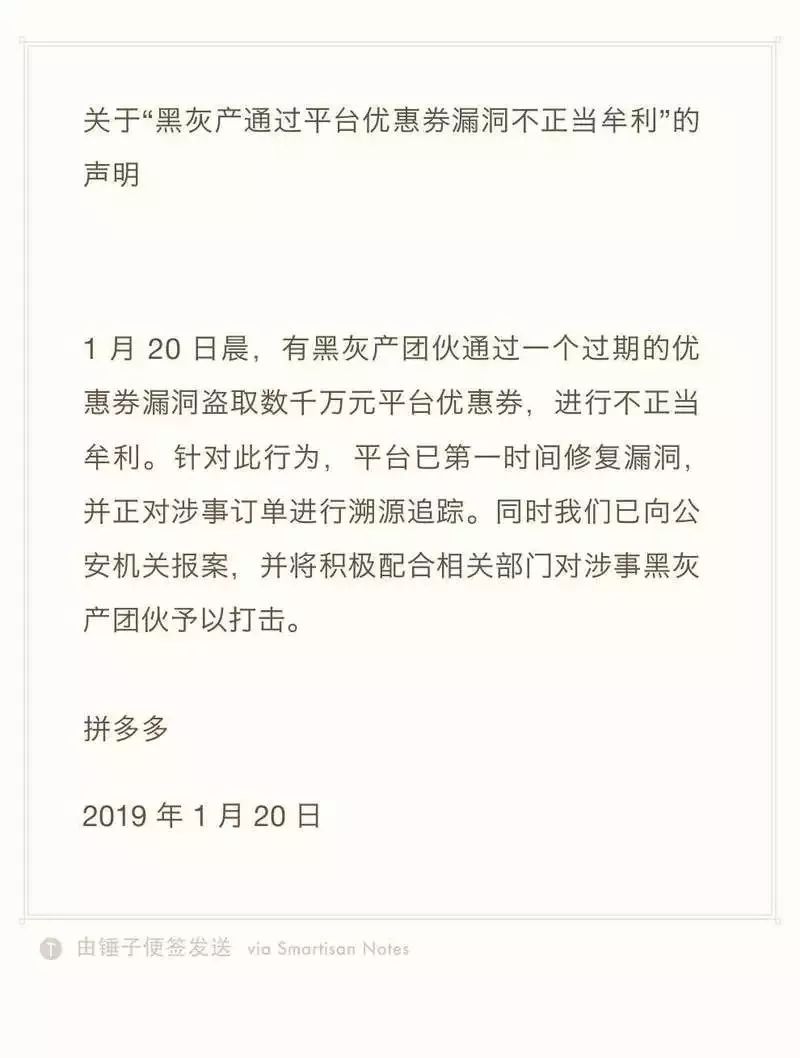 关于“黑灰产通过平台优惠券漏洞不正当牟利”的
声明
1 月 20 日晨，有黑灰产团伙通过一个过期的优
惠券漏洞盗取数千万元平台优惠券，进行不正当
牟利。针对此行为，平台已第一时间修复漏洞，
并正对涉事订单进行溯源追踪。同时我们已向公
安机关报案，并将积极配合相关部门对涉事黑灰
产团伙予以打击。
拼多多
2019 年 1 月 20 日
T 由锤子便签发送 via Smartisan Notes